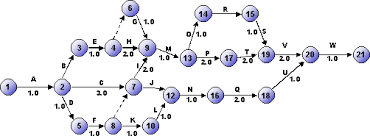 6
14 R 15
G 1.0
1.0
O 1.0
1.0 S
3 E 4 H 9 M
1.0 2.0 1.0
13 P 17 T 19 V 20 W 21
2.0 2.0 2.0 1.0
B 1.0
I 2.0
1 A 2 C 7 J
1.0 3.0 1.0
12 N 16 Q 18
1.0 2.0
U 1.0
D 1.0
L 1.0
5 F 8 K 10
1.0 1.0